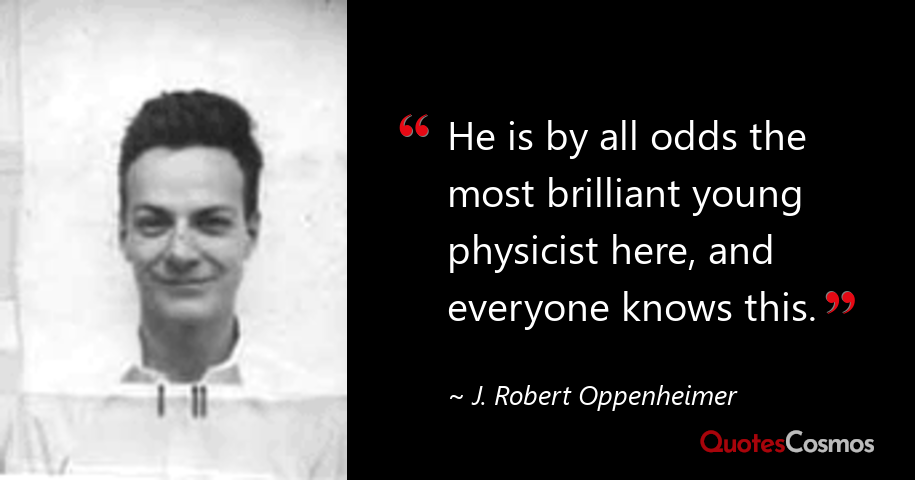 “ He is by all odds the
most brilliant young
physicist here, and
everyone knows this. ”
~ J. Robert Oppenheimer
QuotesCosmos